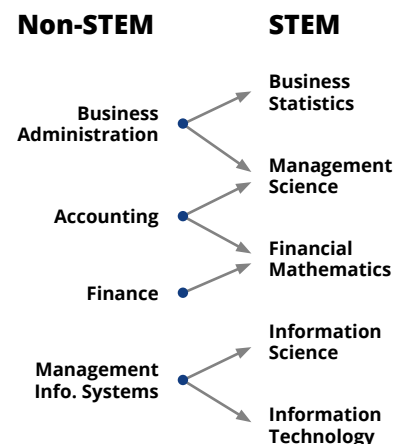 Non-STEM
STEM
Business
Administration
Accounting
Finance
Management
Info. Systems
Business
Statistics
Management
Science
Financial
Mathematics
Information
Science
Information
Technology